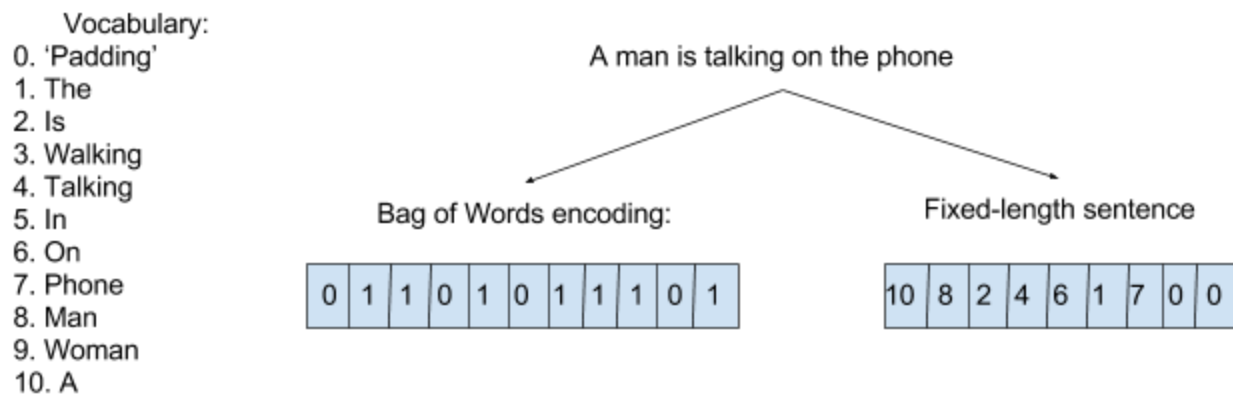 Vocabulary:
0. ‘Padding’
1. The
2. Is
3. Walking
4. Talking
5. In
6. On
7. Phone
8. Man
9. Woman
10. A
A man is talking on the phone
Bag of Words encoding:
0 1 1 0 1 0 1 1 1 0 1
Fixed-length sentence
10 8 2 4 6 1 7 0 0